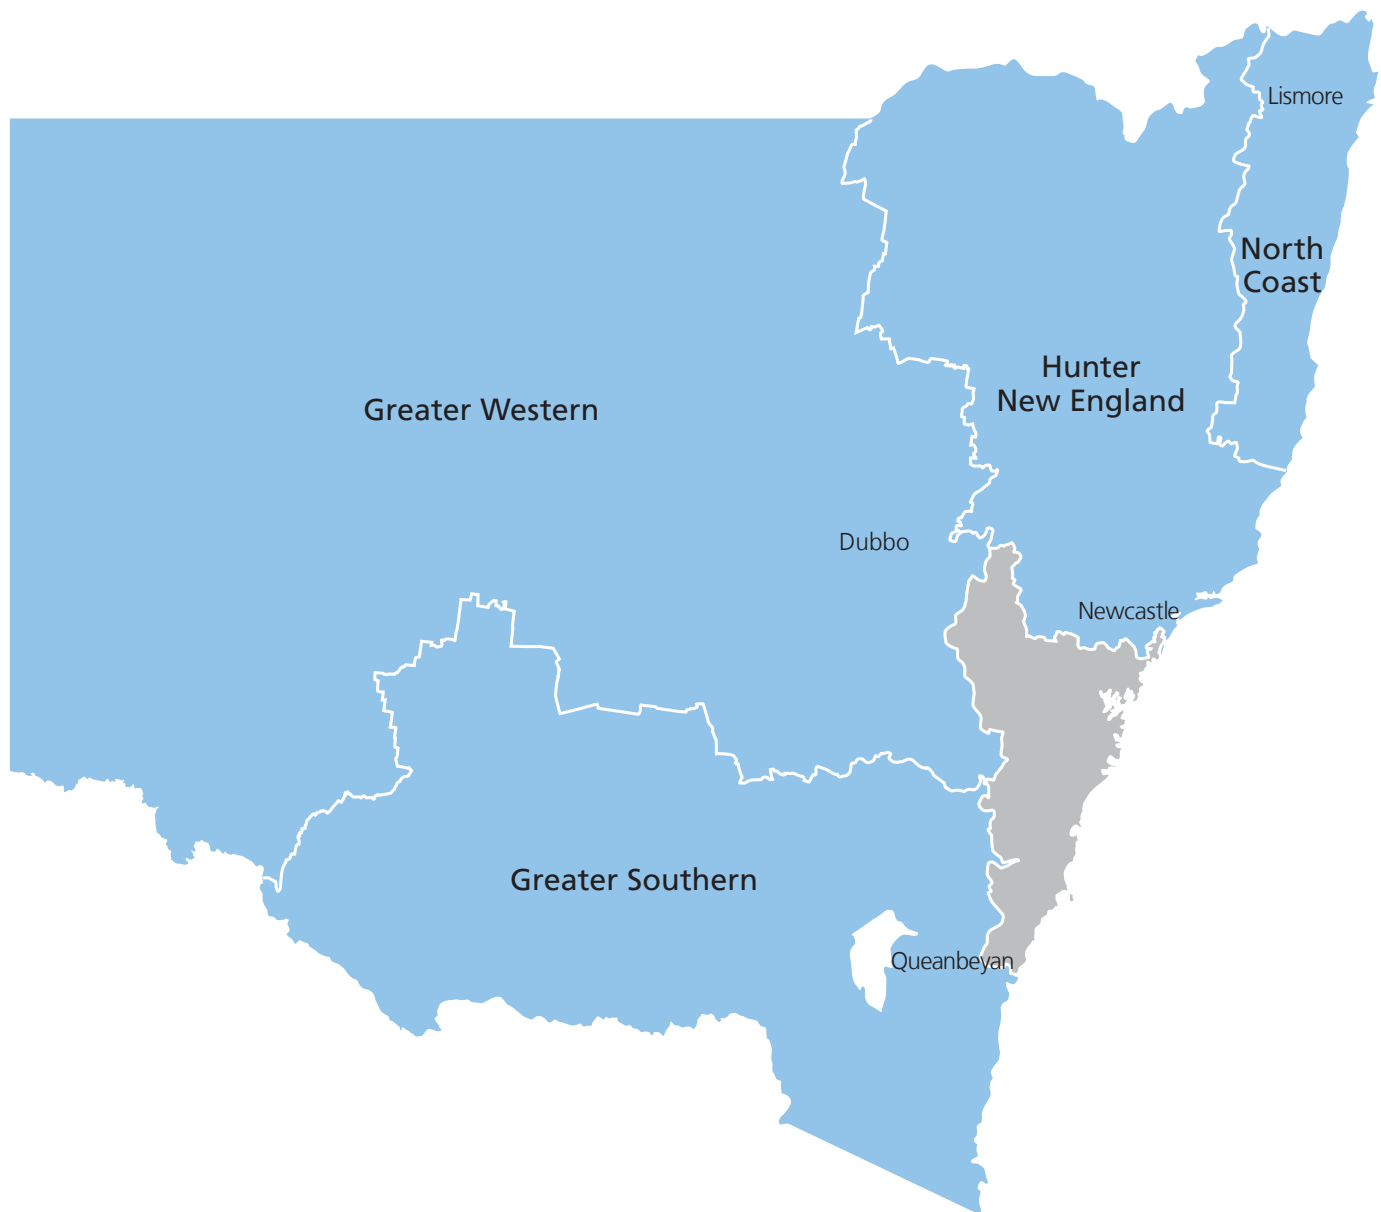 Lismore
North
Coast
Hunter
New England
Greater Western
Dubbo
Newcastle
Greater Southern
Queanbeyan